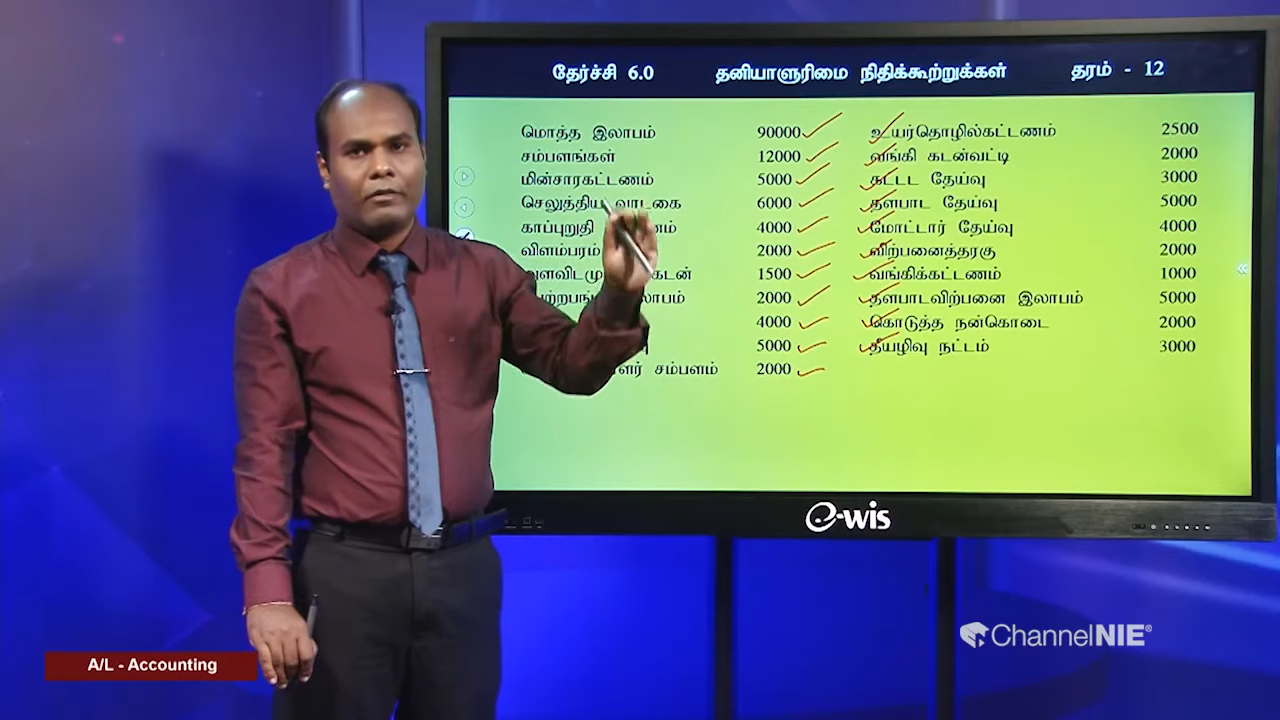 தேர்ச்சி 6.0 தனியாளுரிமை நிதிக்கூற்றுக்கள் தரம் - 12
மொத்த இலாபம் 90000 உயர்தொழில்கட்டணம் 2500
சம்பளங்கள் 12000 வங்கி கடன்வட்டி 2000
மின்சாரகட்டணம் 5000 கட்டட தேய்வு 3000
செலுத்திய வாடகை 6000 தளபாட தேய்வு 5000
காப்புறுதி 4000 மோட்டார் தேய்வு 4000
விளம்பரம் 2000 விற்பனைத்தரகு 2000
கடன் 1500 வங்கிக்கட்டணம் 1000
இலாபம் 2000 தளபாடவிற்பனை இலாபம் 5000
4000 கொடுத்த நன்கொடை 2000
5000 தீயழிவு நட்டம் 3000
சம்பளம் 2000
e-wis
ChannelNIE®
A/L - Accounting